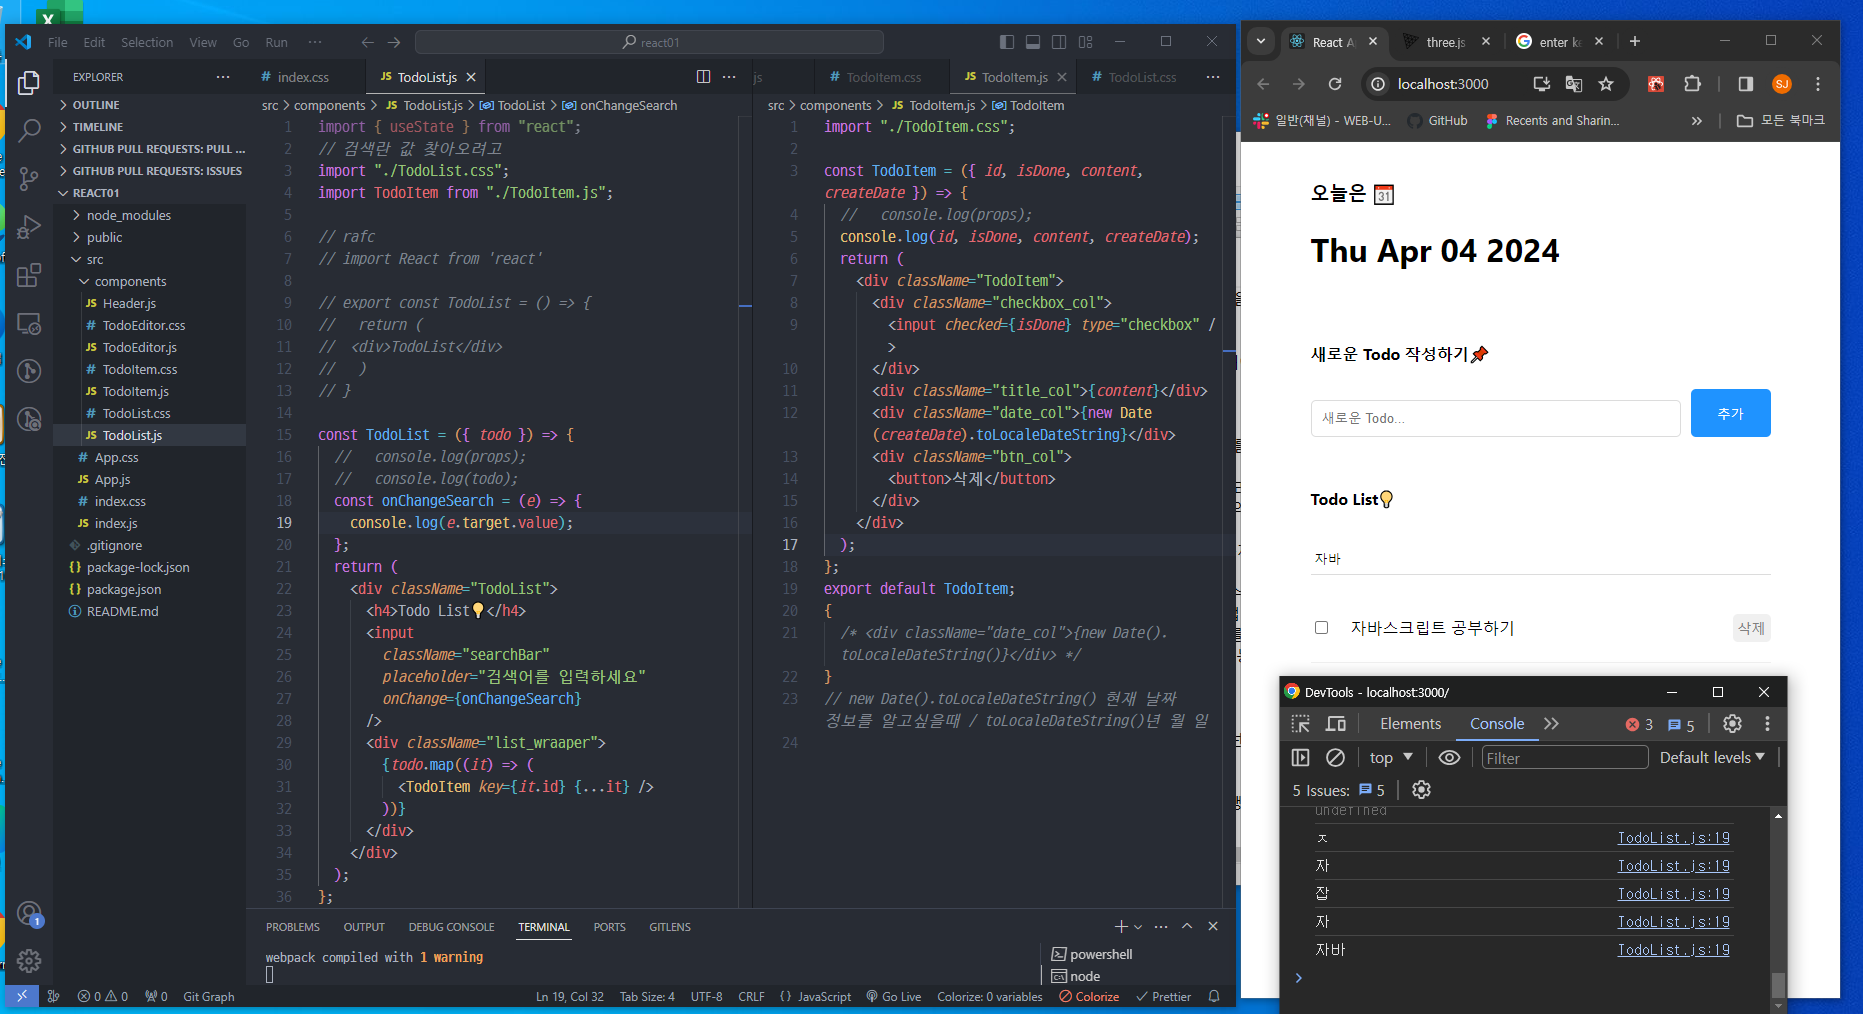 File Edit Selection View Go Run ··· react01
EXPLORER ···
OUTLINE
TIMELINE
GITHUB PULL REQUESTS: PULL ...
GITHUB PULL REQUESTS: ISSUES
REACT01
node_modules
public
src
components
JS Header.js
# TodoEditor.css
JS TodoEditor.js
# TodoItem.css
JS TodoItem.js
# TodoList.css
JS TodoList.js
# App.css
JS App.js
# index.css
JS index.js
.gitignore
{} package-lock.json
{} package.json
README.md
1
# index.css JS TodoList.js
src > components > JS TodoList.js > TodoList > onChangeSearch
1 import { useState } from "react";
2 // 검색란 값 찾아오려고
3 import "./TodoList.css";
4 import TodoItem from "./TodoItem.js";
5
6 // rafc
7 // import React from 'react'
8
9 // export const TodoList = () => {
10 //   return (
11 //  <div>TodoList</div>
12 //   )
13 // }
14
15 const TodoList = ({ todo }) => {
16 //   console.log(props);
17 //   console.log(todo);
18 const onChangeSearch = (e) => {
19 console.log(e.target.value);
20 };
21 return (
22 <div className="TodoList">
23 <h4>Todo List💡</h4>
24 <input
25 className="searchBar"
26 placeholder="검색어를 입력하세요"
27 onChange={onChangeSearch}
28 />
29 <div className="list_wraaper">
30 {todo.map((it) => (
31 <TodoItem key={it.id} {...it} />
32 ))}
33 </div>
34 </div>
35 );
36 };
js # TodoItem.css JS TodoItem.js # TodoList.css ···
src > components > JS TodoItem.js > TodoItem
1 import "./TodoItem.css";
2
3 const TodoItem = ({ id, isDone, content,
createDate }) => {
4 //   console.log(props);
5 console.log(id, isDone, content, createDate);
6 return (
7 <div className="TodoItem">
8 <div className="checkbox_col">
9 <input checked={isDone} type="checkbox" /
>
10 </div>
11 <div className="title_col">{content}</div>
12 <div className="date_col">{new Date
(createDate).toLocaleDateString}</div>
13 <div className="btn_col">
14 <button>삭제</button>
15 </div>
16 </div>
17 );
18 };
19 export default TodoItem;
20 {
21 /* <div className="date_col">{new Date().
toLocaleDateString()}</div> */
22 }
23 // new Date().toLocaleDateString() 현재 날짜
정보를 알고싶을때 / toLocaleDateString()년 월 일
24
PROBLEMS OUTPUT DEBUG CONSOLE TERMINAL PORTS GITLENS
webpack compiled with 1 warning
powershell
node
0 0 0 Git Graph Ln 19, Col 32 Tab Size: 4 UTF-8 CRLF {} JavaScript Go Live Colorize: 0 variables Colorize Prettier
React A three.js enter ke
localhost:3000 SJ
일반(채널) - WEB-U... GitHub Recents and Sharin... » 모든 북마크
오늘은 📅
Thu Apr 04 2024
새로운 Todo 작성하기📌
새로운 Todo... 추가
Todo List💡
자바
자바스크립트 공부하기 삭제
DevTools - localhost:3000/
Elements Console » 3 5
top Filter Default levels
5 Issues: 5
undefined
ㅈ TodoList.js:19
자 TodoList.js:19
잡 TodoList.js:19
자 TodoList.js:19
자바 TodoList.js:19